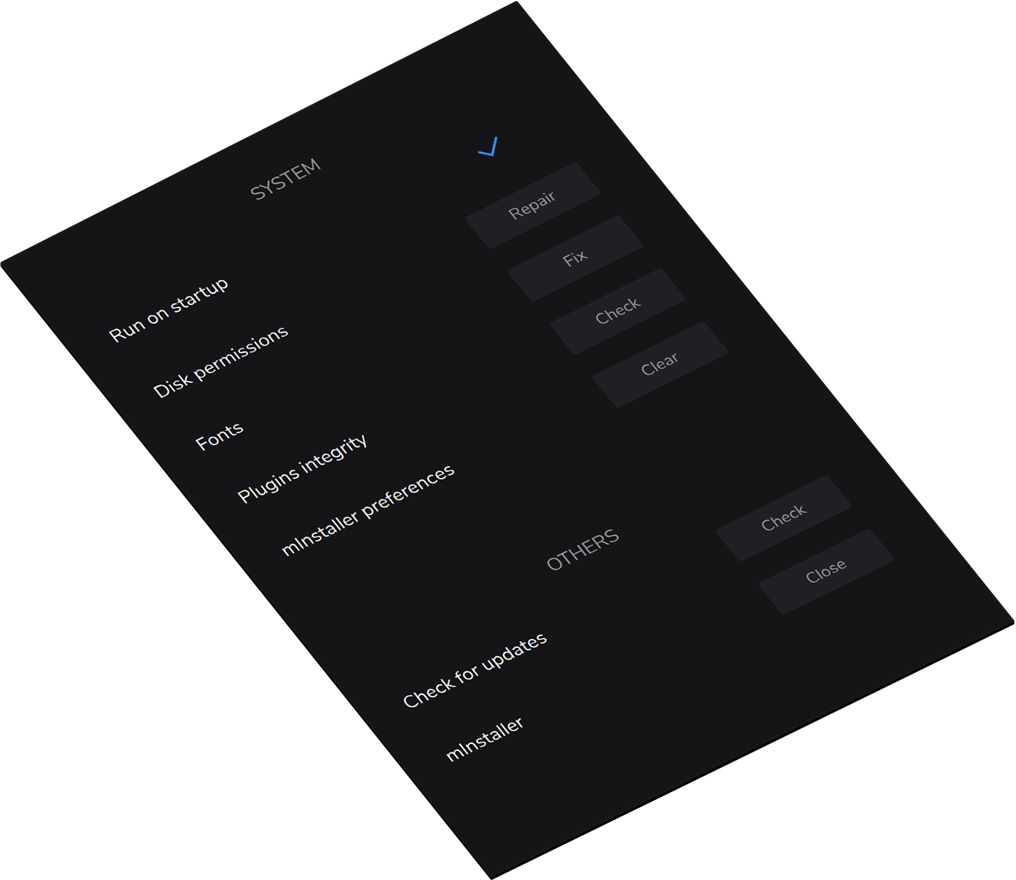 SYSTEM
Run on startup
Disk permissions Repair
Fonts Fix
Plugins integrity Check
mInstaller preferences Clear
OTHERS
Check for updates Check
mInstaller Close